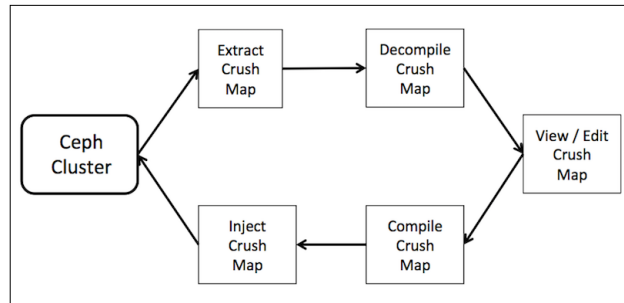 Extract
Crush
Map
Decompile
Crush
Map
Ceph
Cluster
View / Edit
Crush
Map
Inject
Crush
Map
Compile
Crush
Map